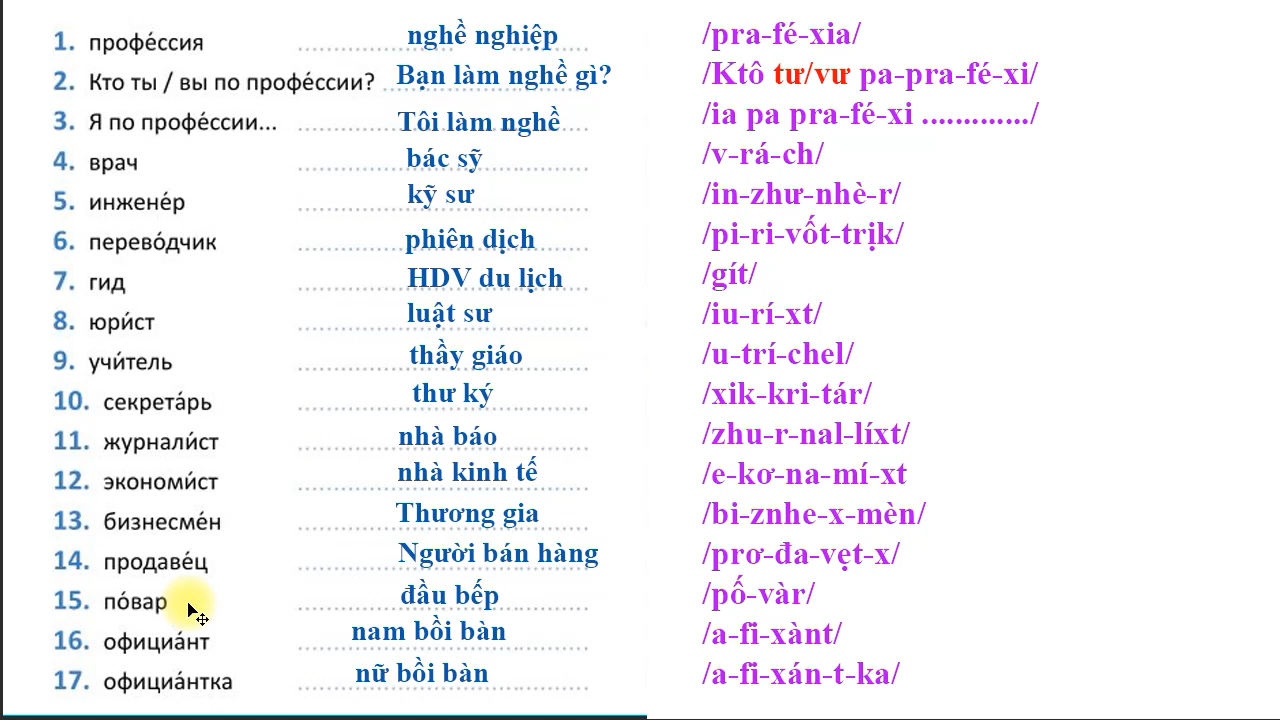 1. профе́ссия ........ nghề nghiệp /pra-fé-xia/
2. Кто ты / вы по профе́ссии? ........ Bạn làm nghề gì? /Ktô tư/vư pa-pra-fé-xi/
3. Я по профе́ссии... ........ Tôi làm nghề /ia pa pra-fé-xi ............./
4. врач ........ bác sỹ /v-rá-ch/
5. инжене́р ........ kỹ sư /in-zhư-nhè-r/
6. перево́дчик ........ phiên dịch /pi-ri-vốt-trịk/
7. гид ........ HDV du lịch /gít/
8. юри́ст ........ luật sư /iu-rí-xt/
9. учи́тель ........ thầy giáo /u-trí-chel/
10. секрета́рь ........ thư ký /xik-kri-tár/
11. журнали́ст ........ nhà báo /zhu-r-nal-líxt/
12. экономи́ст ........ nhà kinh tế /e-kơ-na-mí-xt
13. бизнесме́н ........ Thương gia /bi-znhe-x-mèn/
14. продаве́ц ........ Người bán hàng /prơ-đa-vẹt-x/
15. по́вар ........ đầu bếp /pố-vàr/
16. официа́нт ........ nam bồi bàn /a-fi-xànt/
17. официа́нтка ........ nữ bồi bàn /a-fi-xán-t-ka/